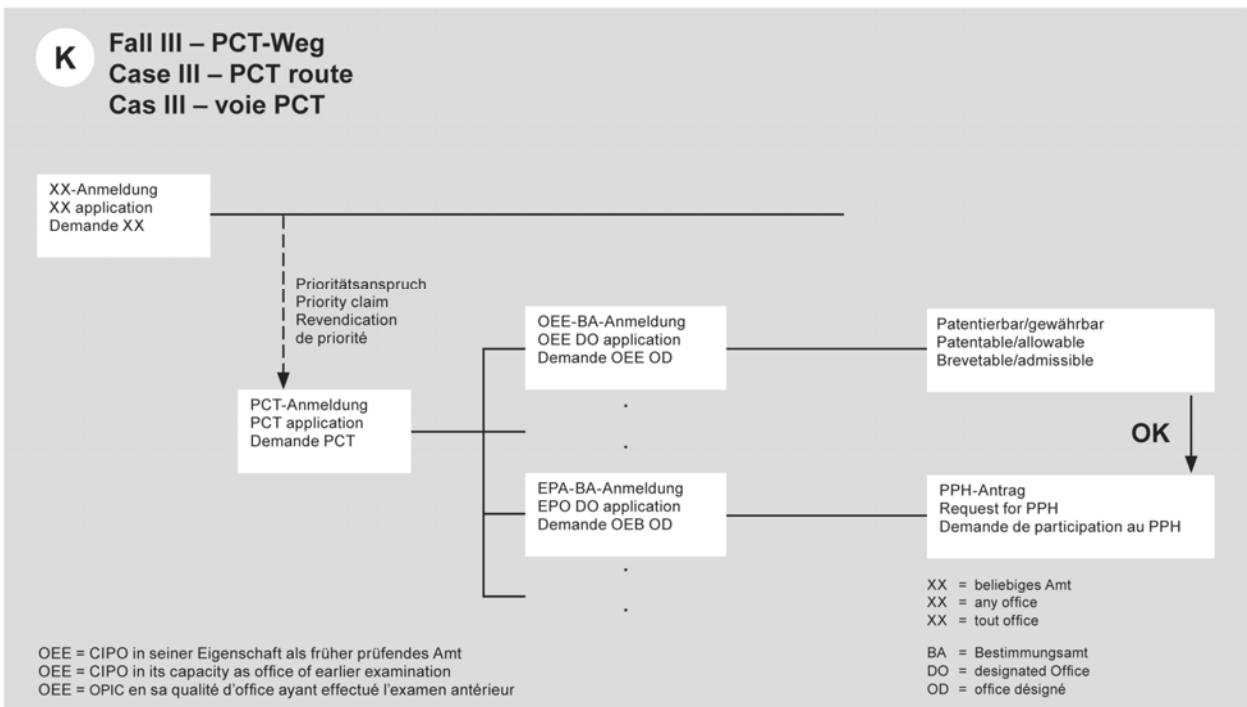 K
Fall III – PCT-Weg
Case III – PCT route
Cas III – voie PCT
XX-Anmeldung
XX application
Demande XX
Prioritätsanspruch
Priority claim
Revendication
de priorité
OEE-BA-Anmeldung
OEE DO application
Demande OEE OD
Patentierbar/gewährbar
Patentable/allowable
Brevetable/admissible
PCT-Anmeldung
PCT application
Demande PCT
OK
EPA-BA-Anmeldung
EPO DO application
Demande OEB OD
PPH-Antrag
Request for PPH
Demande de participation au PPH
XX = beliebiges Amt
XX = any office
XX = tout office
BA = Bestimmungsamt
DO = designated Office
OD = office désigné
OEE = CIPO in seiner Eigenschaft als früher prüfendes Amt
OEE = CIPO in its capacity as office of earlier examination
OEE = OPIC en sa qualité d'office ayant effectué l'examen antérieur